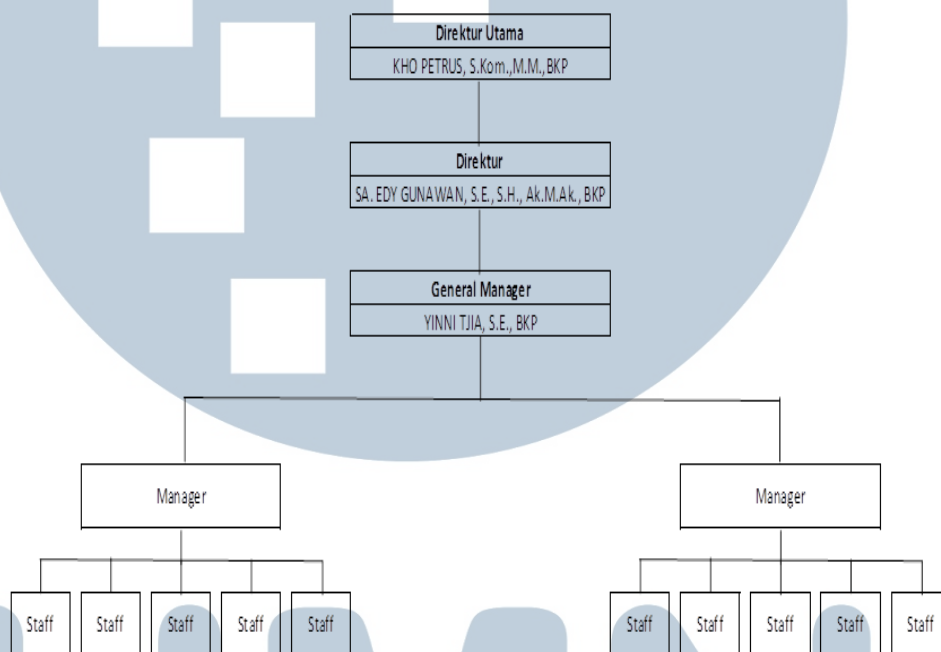 Direktur Utama
KHO PETRUS, S.Kom.,M.M.,BKP
Direktur
SA. EDY GUNAWAN, S.E., S.H., Ak.M.Ak., BKP
General Manager
YINNI TJIA, S.E., BKP
Manager
Manager
Staff
Staff
Staff
Staff
Staff
Staff
Staff
Staff
Staff
Staff